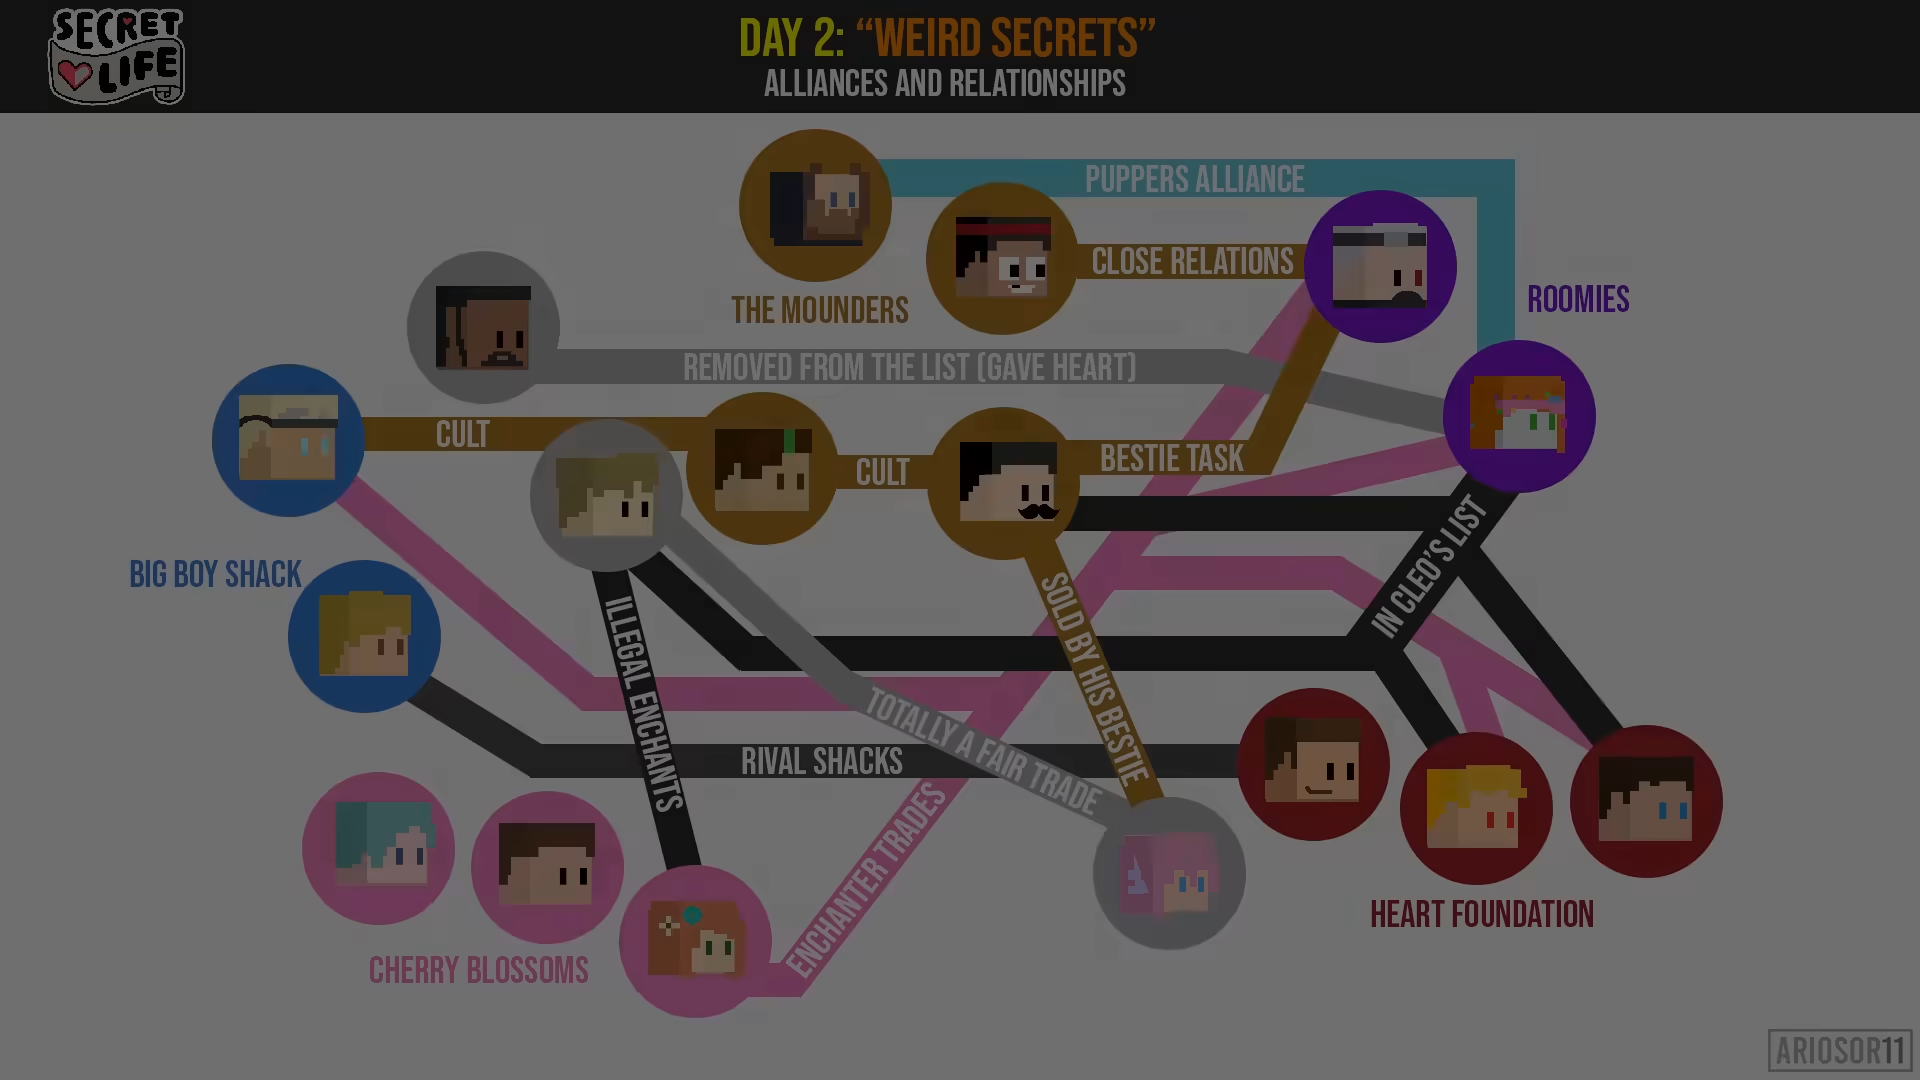 SECRET
LIFE
DAY 2: “WEIRD SECRETS”
ALLIANCES AND RELATIONSHIPS
PUPPERS ALLIANCE
CLOSE RELATIONS
ROOMIES
THE MOUNDERS
REMOVED FROM THE LIST (GAVE HEART)
CULT
CULT
BESTIE TASK
IN CLEO'S LIST
BIG BOY SHACK
ILLEGAL ENCHANTS
SOLD BY HIS BESTIE
TOTALLY A FAIR TRADE
RIVAL SHACKS
ENCHANTER TRADES
HEART FOUNDATION
CHERRY BLOSSOMS
ARIOSOR11